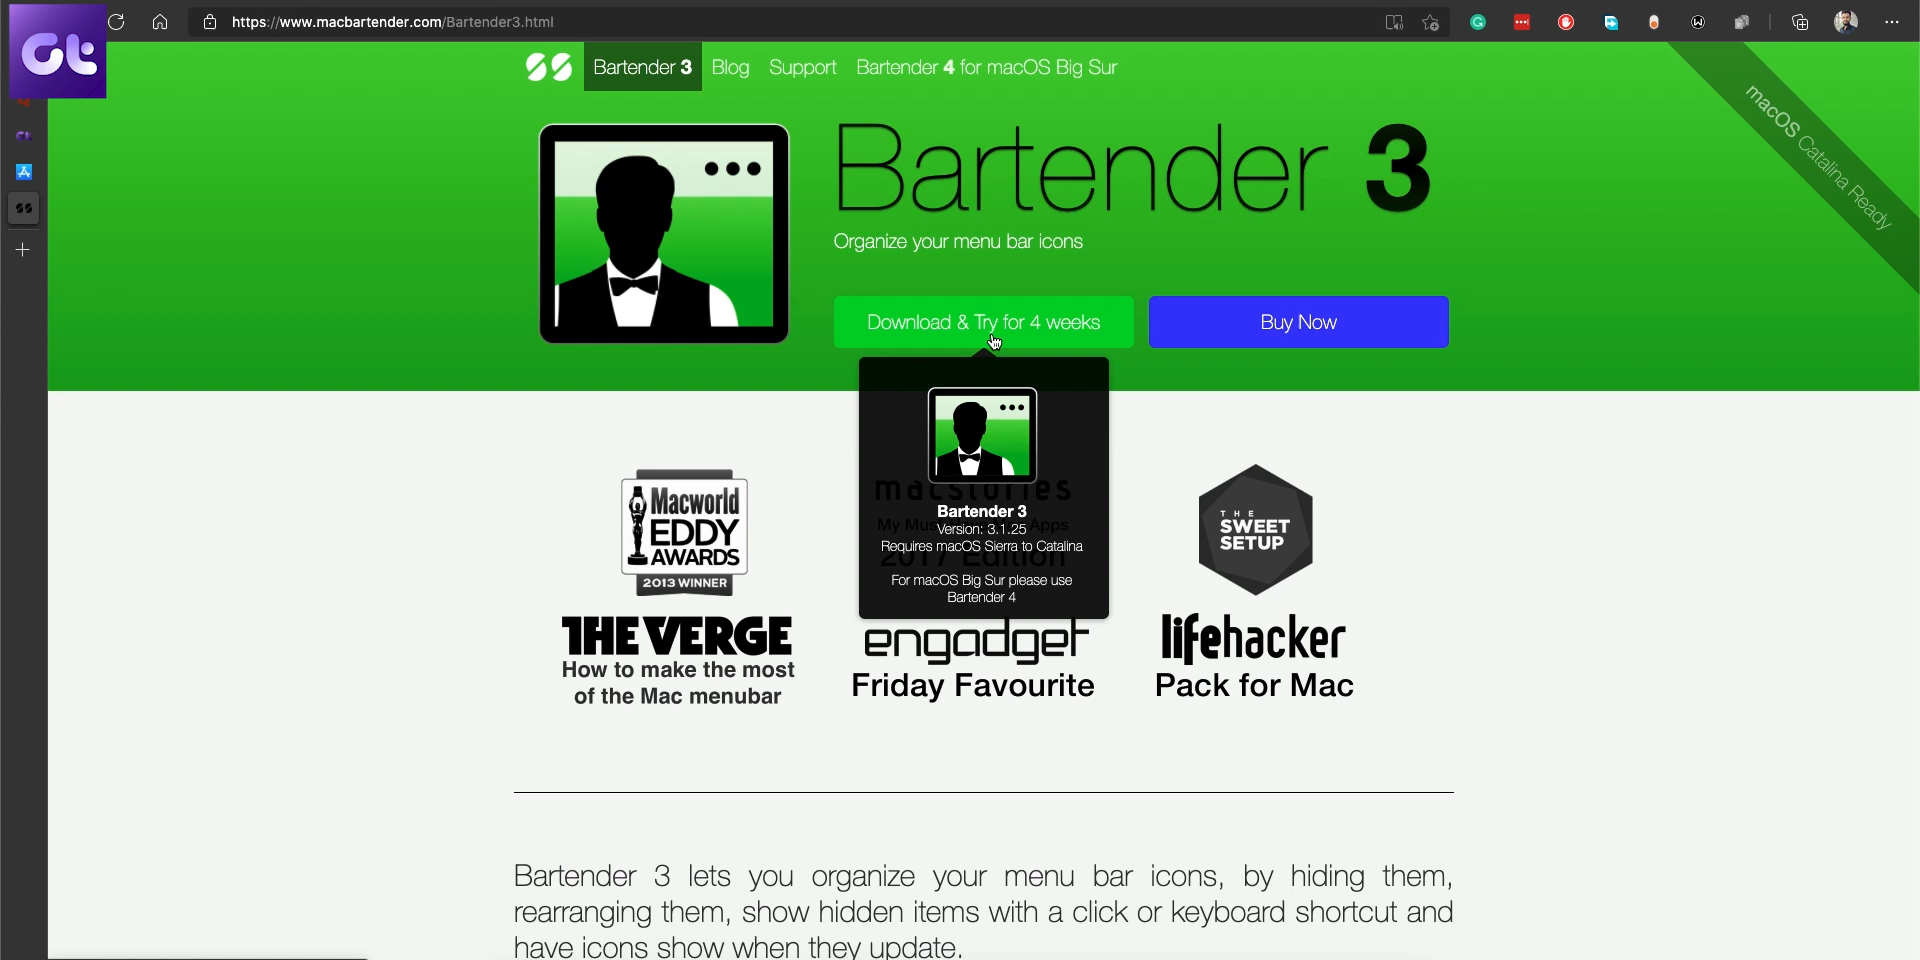 https://www.macbartender.com/Bartender3.html
Gt
Bartender 3
Blog
Support
Bartender 4 for macOS Big Sur
macOS Catalina Ready
Bartender 3
Organize your menu bar icons
Download & Try for 4 weeks
Buy Now
Macworld
EDDY
AWARDS
2013 WINNER
macstories
Bartender 3
Version: 3.1.25
Requires macOS Sierra to Catalina
2017 Edition
For macOS Big Sur please use
Bartender 4
THE
SWEET
SETUP
THE VERGE
How to make the most
of the Mac menubar
engadget
Friday Favourite
lifehacker
Pack for Mac
Bartender 3 lets you organize your menu bar icons, by hiding them,
rearranging them, show hidden items with a click or keyboard shortcut and
have icons show when they update.